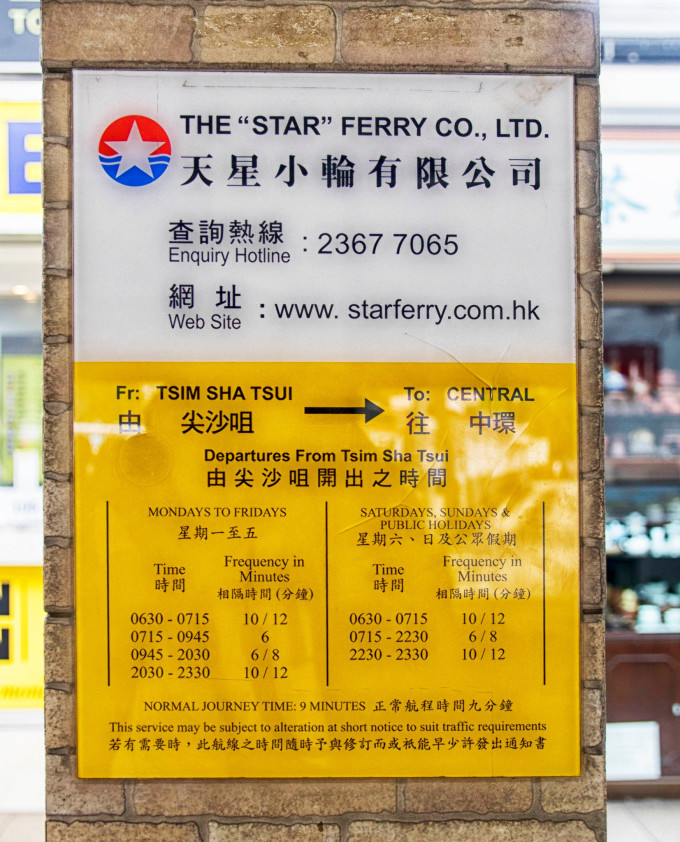 THE “STAR” FERRY CO., LTD.
天星小輪有限公司
查詢熱線 : 2367 7065
Enquiry Hotline
網 址 : www. starferry.com.hk
Web Site
Fr: TSIM SHA TSUI To: CENTRAL
由 尖沙咀 往 中環
Departures From Tsim Sha Tsui
由尖沙咀開出之時間
MONDAYS TO FRIDAYS
星期一至五
Time Frequency in Minutes
時間 相隔時間 (分鐘)
0630 - 0715 10 / 12
0715 - 0945 6
0945 - 2030 6 / 8
2030 - 2330 10 / 12
SATURDAYS, SUNDAYS &
PUBLIC HOLIDAYS
星期六、日及公眾假期
Time Frequency in Minutes
時間 相隔時間 (分鐘)
0630 - 0715 10 / 12
0715 - 2230 6 / 8
2230 - 2330 10 / 12
NORMAL JOURNEY TIME: 9 MINUTES 正常航程時間九分鐘
This service may be subject to alteration at short notice to suit traffic requirements
若有需要時，此航線之時間隨時予與修訂而或祇能早少許發出通知書